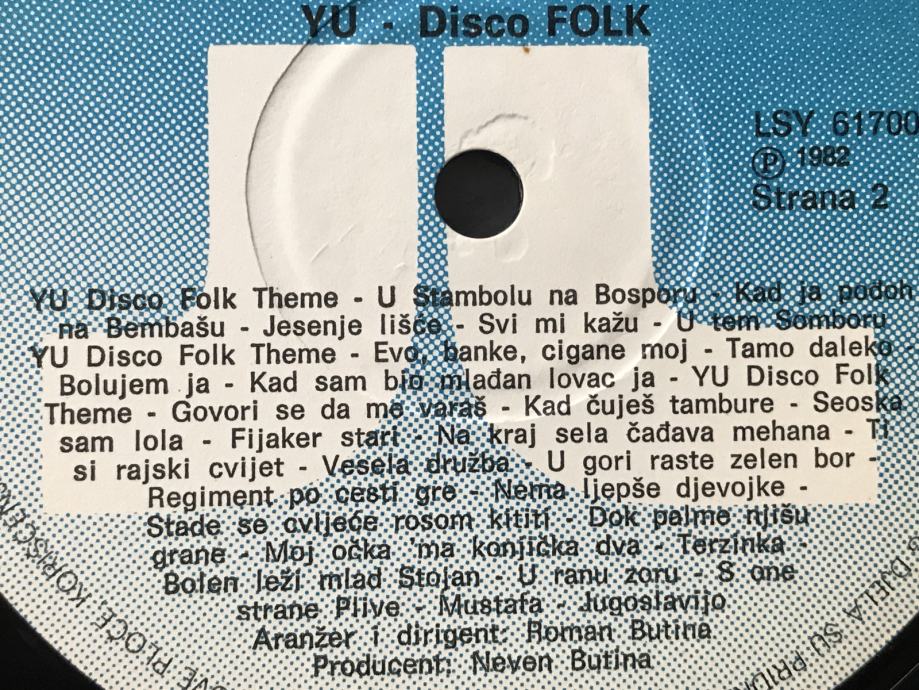 YU - Disco FOLK
LSY 61700
Ⓟ 1982
Strana 2
YU Disco Folk Theme - U Stambolu na Bosporu - Kad ja podoh
na Bembašu - Jesenje lišće - Svi mi kažu - U tem Somboru
YU Disco Folk Theme - Evo, banke, cigane moj - Tamo daleko
Bolujem ja - Kad sam bio mlađan lovac ja - YU Disco Folk
Theme - Govori se da me varaš - Kad čuješ tambure - Seoska
sam lola - Fijaker stari - Na kraj sela čađava mehana - Ti
si rajski cvijet - Vesela družba - U gori raste zelen bor -
Regiment po cesti gre - Nema ljepše djevojke -
Stade se cvijeće rosom kititi - Dok palme njišu
grane - Moj očka 'ma konjička dva - Terzinka -
Bolen leži mlad Stojan - U ranu zoru - S one
strane Plive - Mustafa - Jugoslavijo
Aranžer i dirigent: Roman Butina
Producent: Neven Butina
PLOČE, KORIŠĆEN
DJELA SU PRID